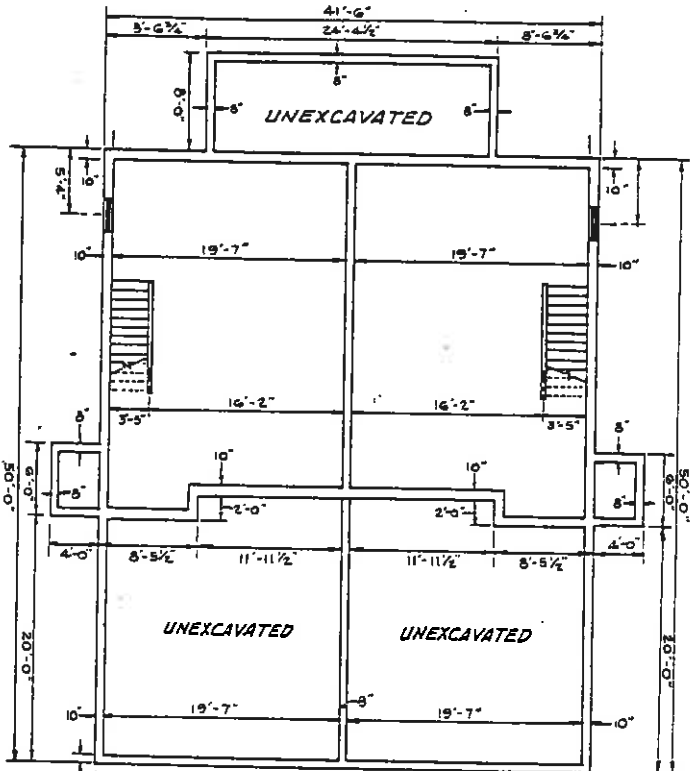 41'-6"
8'-6¾" 24'-4½" 8'-6¾"
8"
8'-0" 8" UNEXCAVATED 8"
10" 10"
5'4"
10" 19'-7" 19'-7" 10"
16'-2" 16'-2"
3'-5" 3'-5"
8" 8"
10" 10"
50'-0" 6'-0" 8" 2'-0" 2'-0" 8" 6'-0" 50'-0"
4'-0" 8'-5½" 11'-11½" 11'-11½" 8'-5½" 4'-0"
UNEXCAVATED UNEXCAVATED
20'-0" 20'-0"
8"
10" 19'-7" 19'-7" 10"